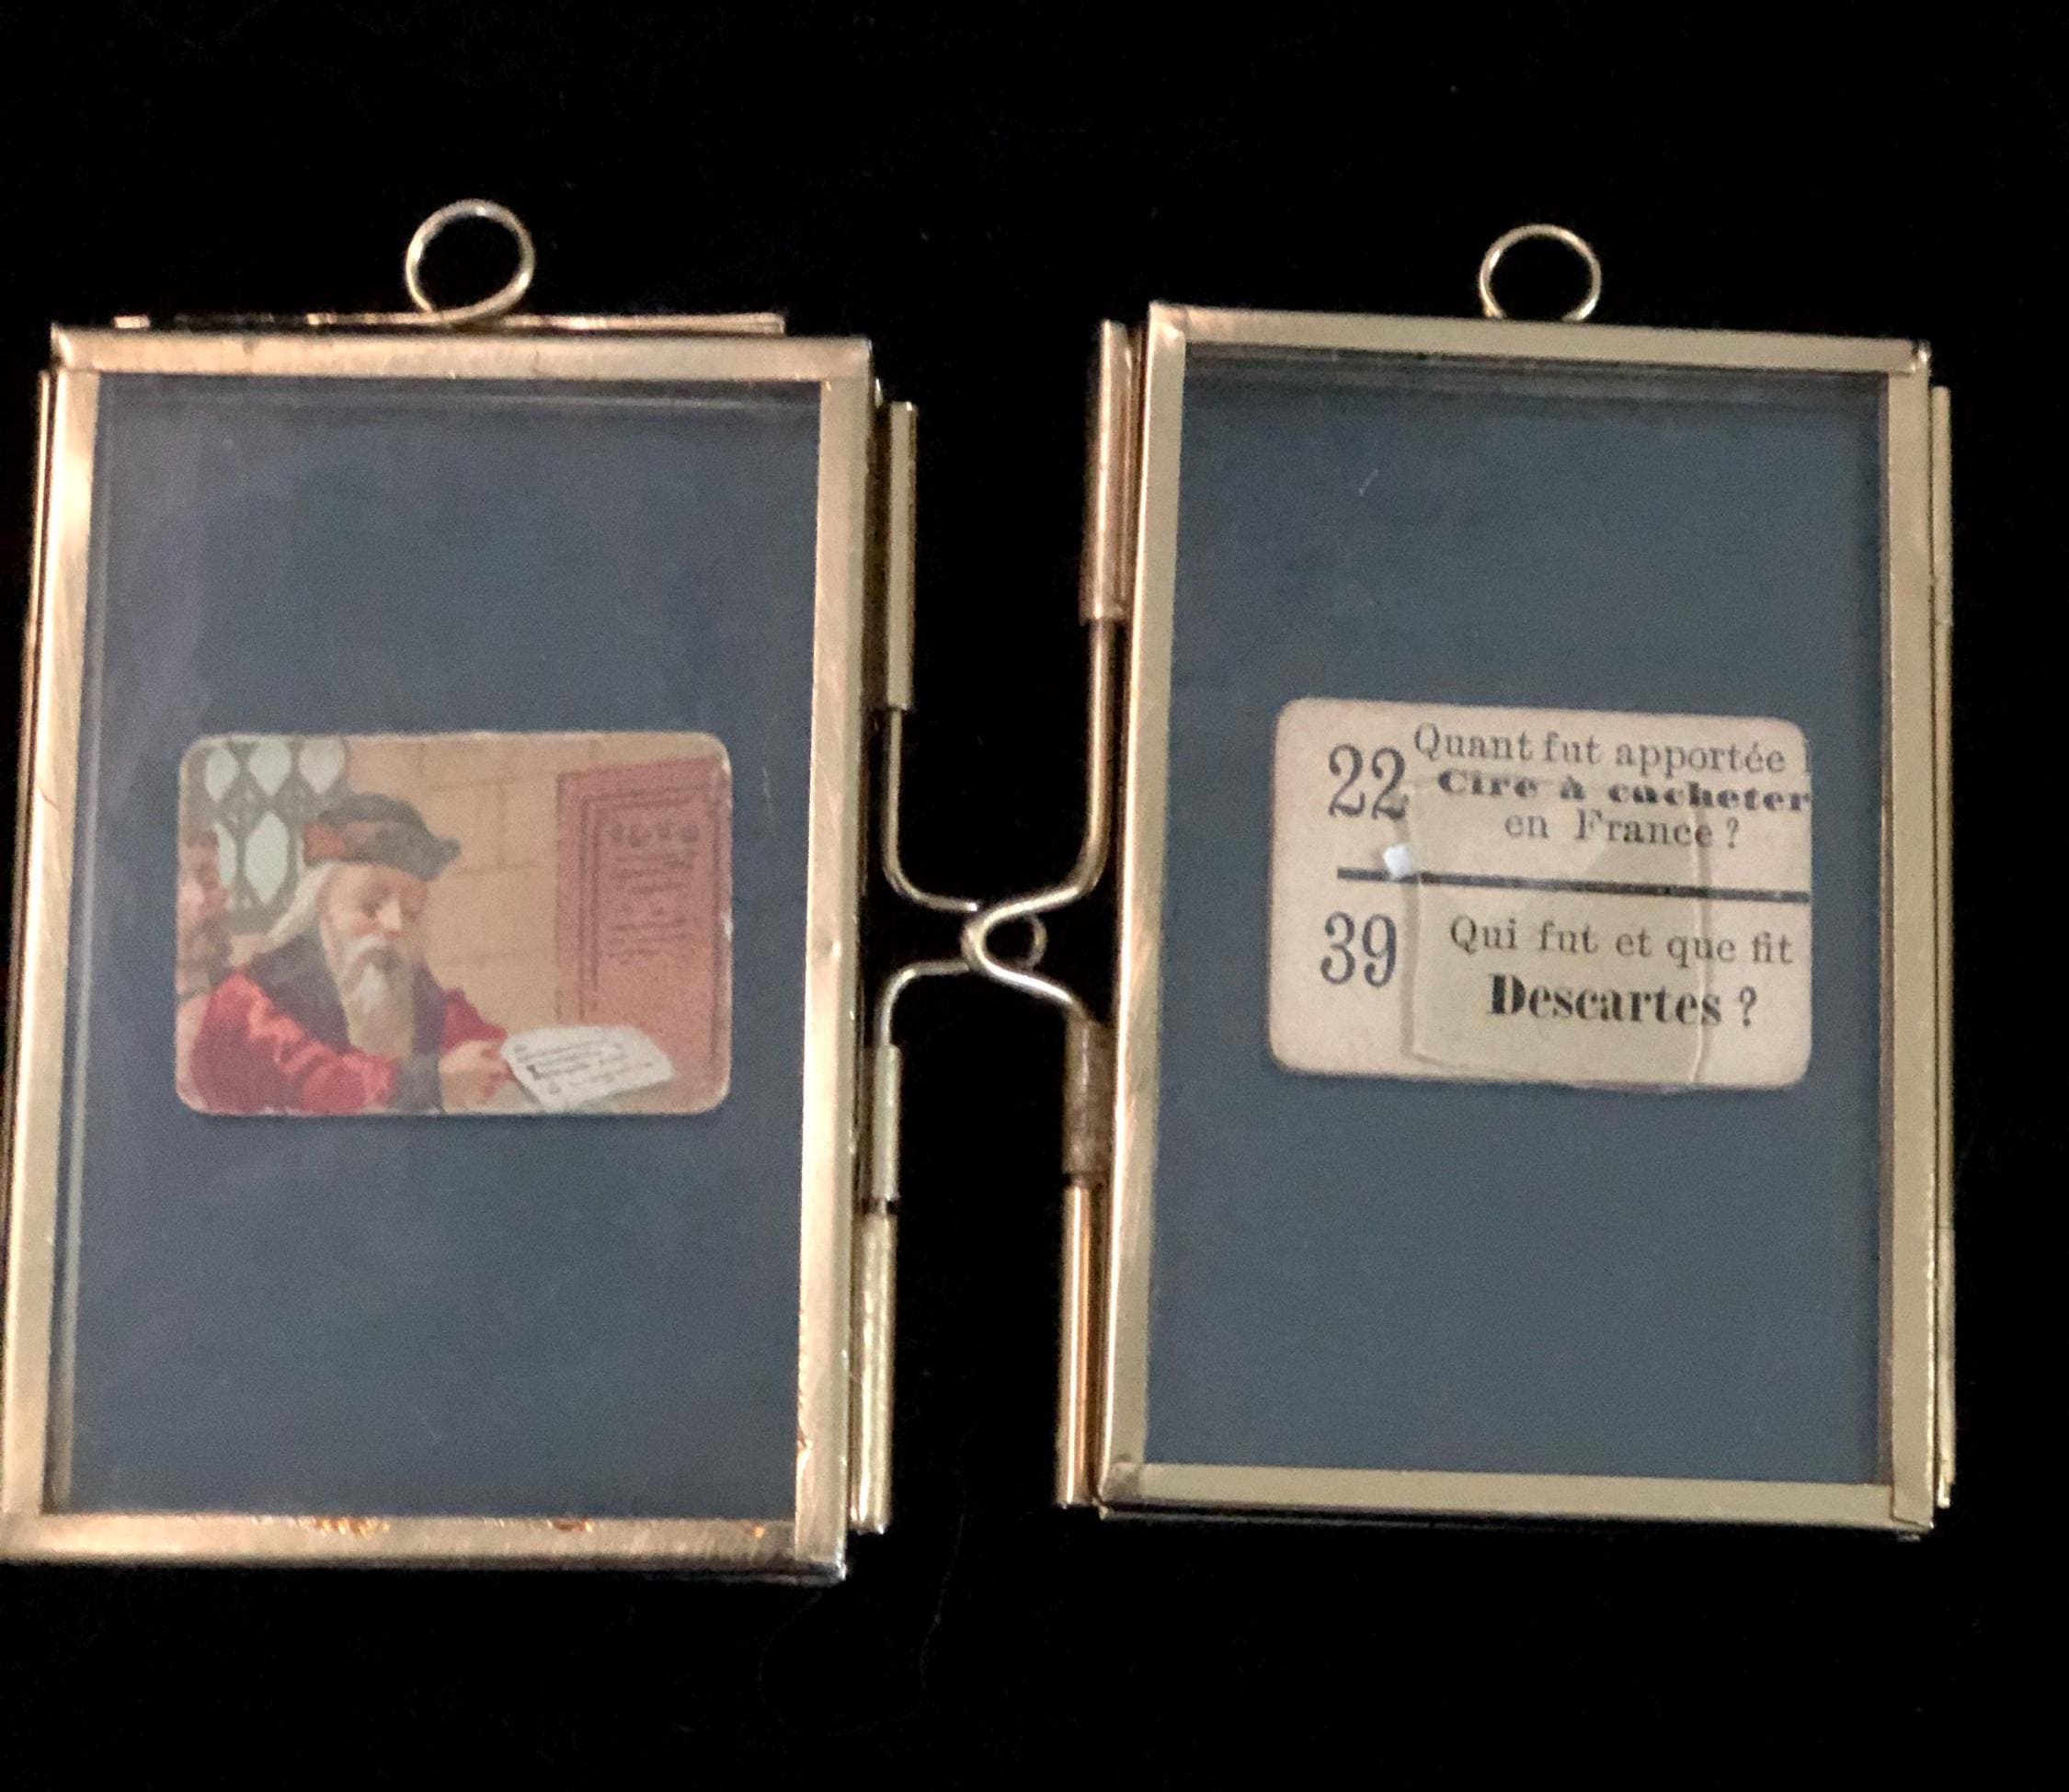 22 Quant fut apportée
Cire à cacheter
en France ?
39 Qui fut et que fit
Descartes ?